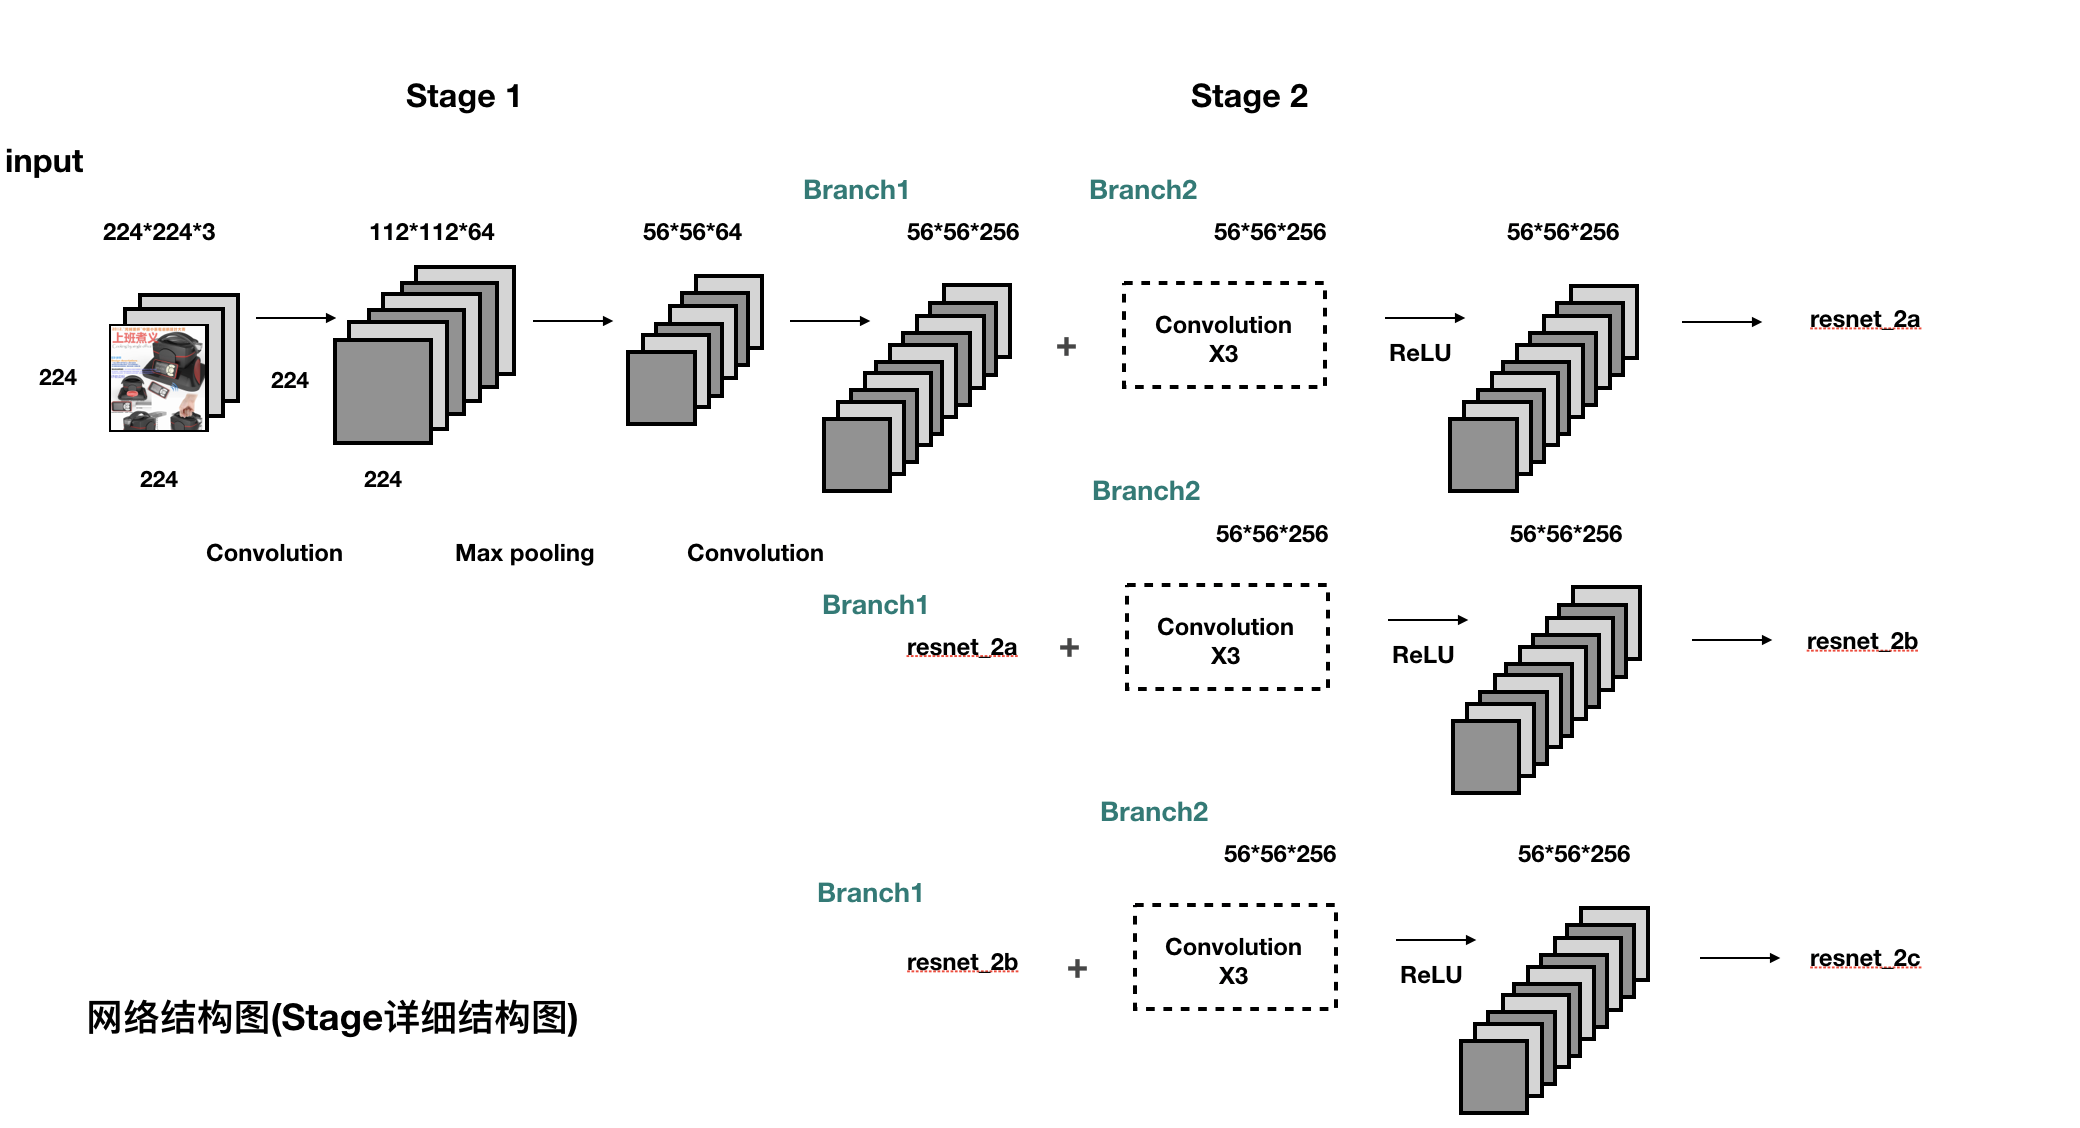 Stage 1
Stage 2
input
Branch1
Branch2
224*224*3
112*112*64
56*56*64
56*56*256
56*56*256
56*56*256
上班煮义
Convolution
X3
+
ReLU
resnet_2a
224
224
224
224
Convolution
Max pooling
Convolution
Branch2
56*56*256
56*56*256
Branch1
resnet_2a
+
Convolution
X3
ReLU
resnet_2b
Branch2
56*56*256
56*56*256
Branch1
resnet_2b
+
Convolution
X3
ReLU
resnet_2c
网络结构图(Stage详细结构图)